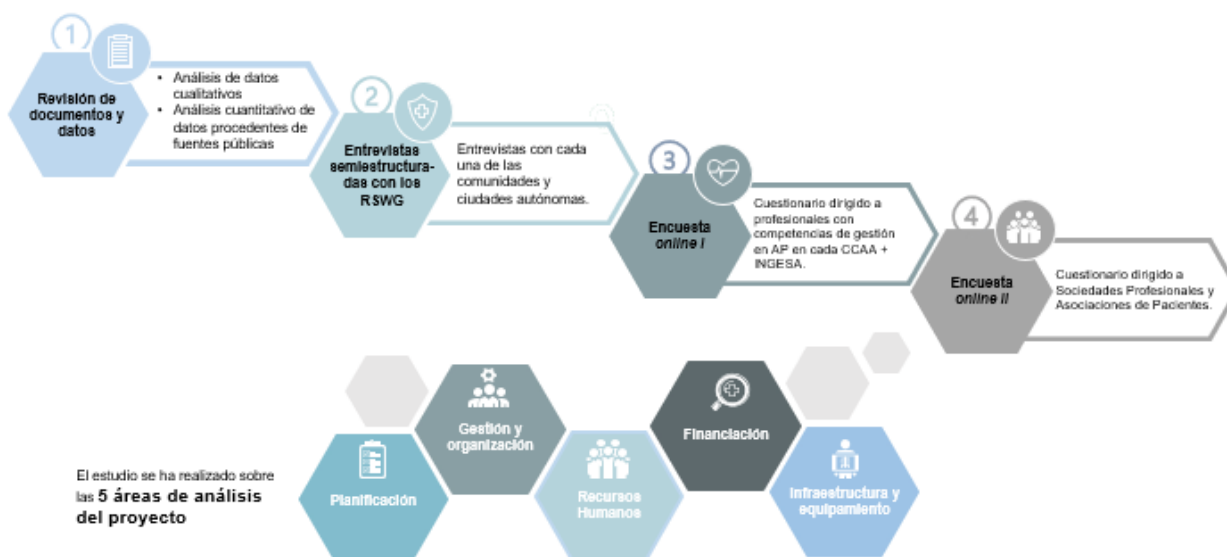 1
Revisión de
documentos y
datos
• Análisis de datos
cualitativos
• Análisis cuantitativo de
datos procedentes de
fuentes públicas
2
Entrevistas
semiestructura-
das con los
RSWG
Entrevistas con cada
una de las
comunidades y
ciudades autónomas.
3
Encuesta
online I
Cuestionario dirigido a
profesionales con
competencias de gestión
en AP en cada CCAA +
INGESA.
4
Encuesta
online II
Cuestionario dirigido a
Sociedades Profesionales y
Asociaciones de Pacientes.
El estudio se ha realizado sobre
las 5 áreas de análisis
del proyecto
Planificación
Gestión y
organización
Recursos
Humanos
Financiación
Infraestructura y
equipamiento